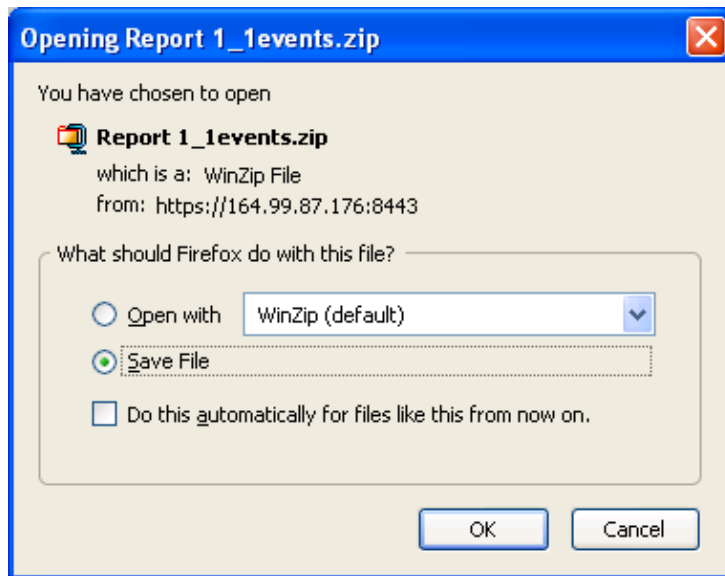 Opening Report 1_1events.zip
You have chosen to open
Report 1_1events.zip
which is a: WinZip File
from: https://164.99.87.176:8443
What should Firefox do with this file?
Open with WinZip (default)
Save File
Do this automatically for files like this from now on.
OK Cancel